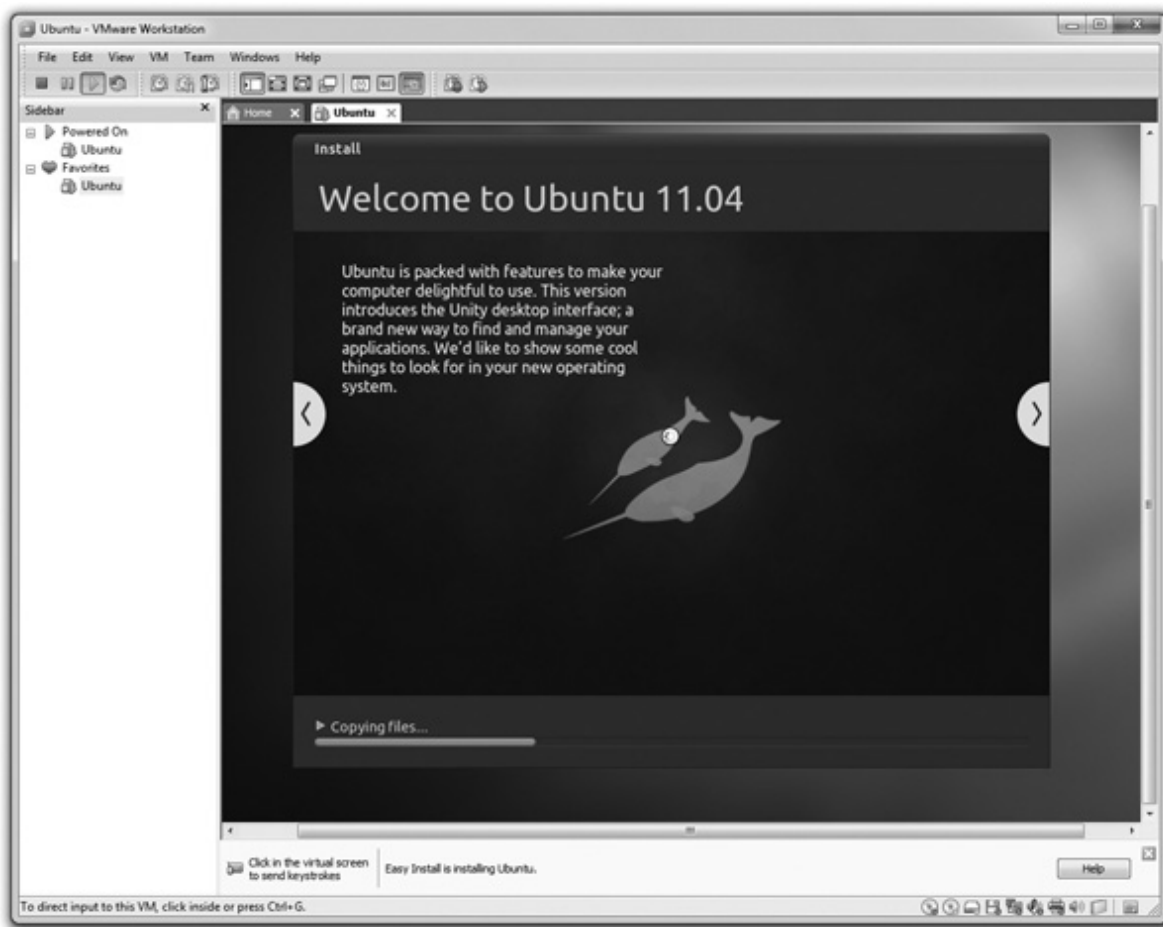 Ubuntu - VMware Workstation
File Edit View VM Team Windows Help
Sidebar
Powered On
Ubuntu
Favorites
Ubuntu
Home
Ubuntu
Install
Welcome to Ubuntu 11.04
Ubuntu is packed with features to make your
computer delightful to use. This version
introduces the Unity desktop interface; a
brand new way to find and manage your
applications. We'd like to show some cool
things to look for in your new operating
system.
Copying files...
Click in the virtual screen
to send keystrokes
Easy Install is installing Ubuntu.
Help
To direct input to this VM, click inside or press Ctrl+G.